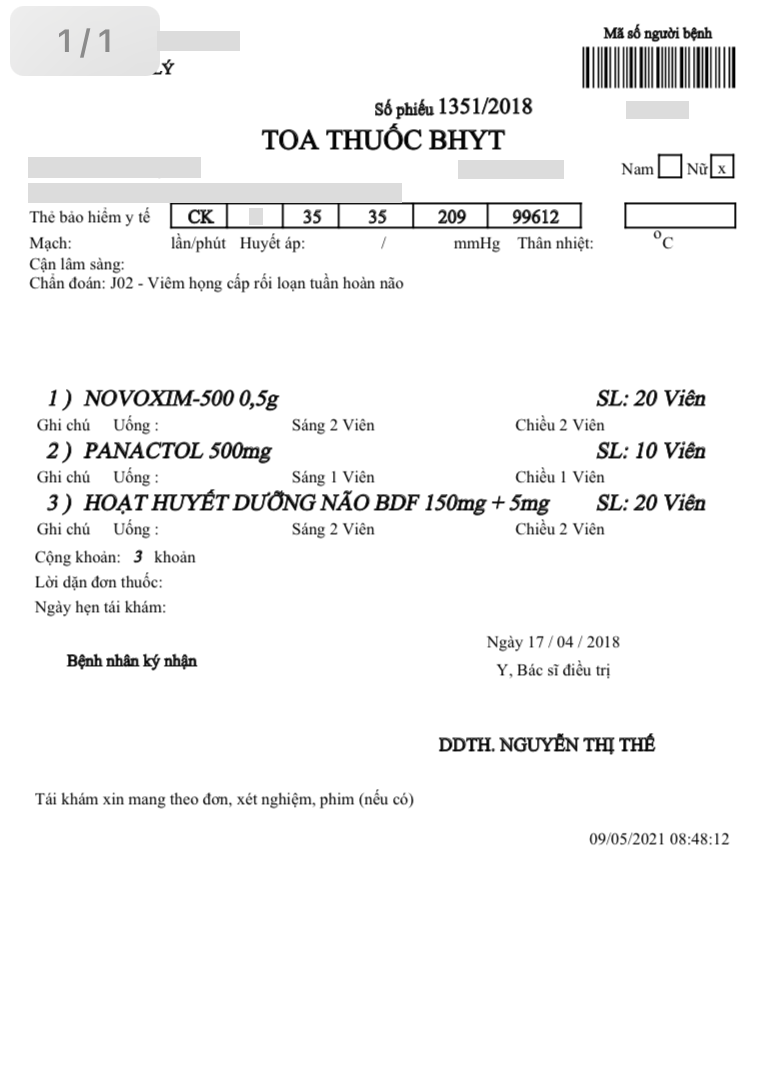 1/1
LÝ
Mã số người bệnh
Số phiếu 1351/2018
TOA THUỐC BHYT
Nam Nữ x
Thẻ bảo hiểm y tế CK 35 35 209 99612
Mạch: lần/phút Huyết áp: / mmHg Thân nhiệt: °C
Cận lâm sàng:
Chẩn đoán: J02 - Viêm họng cấp rối loạn tuần hoàn não
1 ) NOVOXIM-500 0,5g SL: 20 Viên
Ghi chú Uống : Sáng 2 Viên Chiều 2 Viên
2 ) PANACTOL 500mg SL: 10 Viên
Ghi chú Uống : Sáng 1 Viên Chiều 1 Viên
3 ) HOẠT HUYẾT DƯỠNG NÃO BDF 150mg + 5mg SL: 20 Viên
Ghi chú Uống : Sáng 2 Viên Chiều 2 Viên
Cộng khoản: 3 khoản
Lời dặn đơn thuốc:
Ngày hẹn tái khám:
Ngày 17 / 04 / 2018
Bệnh nhân ký nhận
Y, Bác sĩ điều trị
DDTH. NGUYỄN THỊ THẾ
Tái khám xin mang theo đơn, xét nghiệm, phim (nếu có)
09/05/2021 08:48:12